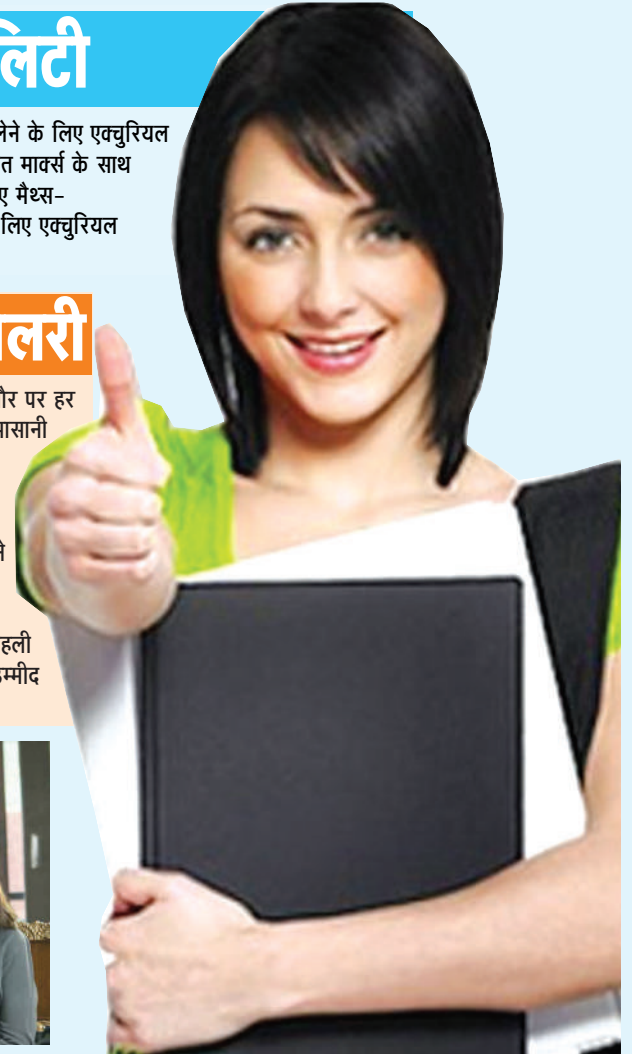 लिटी
लेने के लिए एक्चुरियल
त मार्क्स के साथ
ए मैथ्स-
लिए एक्चुरियल
लरी
ौर पर हर
ासानी
से
हली
म्मीद